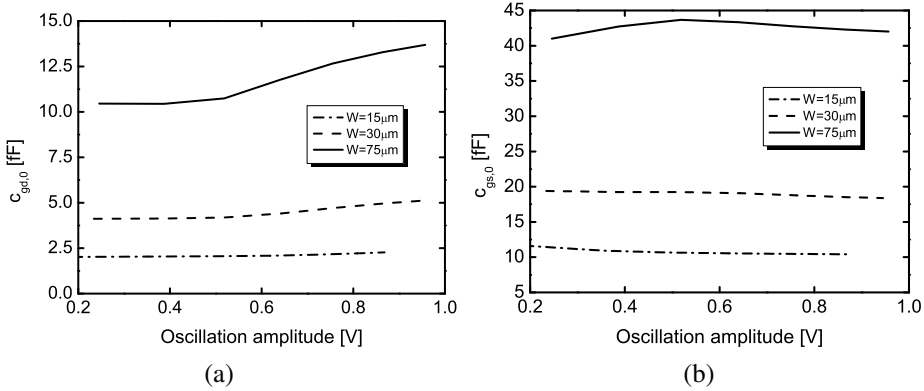 15.0
12.5
10.0
7.5
5.0
2.5
0.0
c_gd,0 [fF]
W=15μm
W=30μm
W=75μm
0.2 0.4 0.6 0.8 1.0
Oscillation amplitude [V]
(a)
45
40
35
30
25
20
15
10
5
c_gs,0 [fF]
W=15μm
W=30μm
W=75μm
0.2 0.4 0.6 0.8 1.0
Oscillation amplitude [V]
(b)